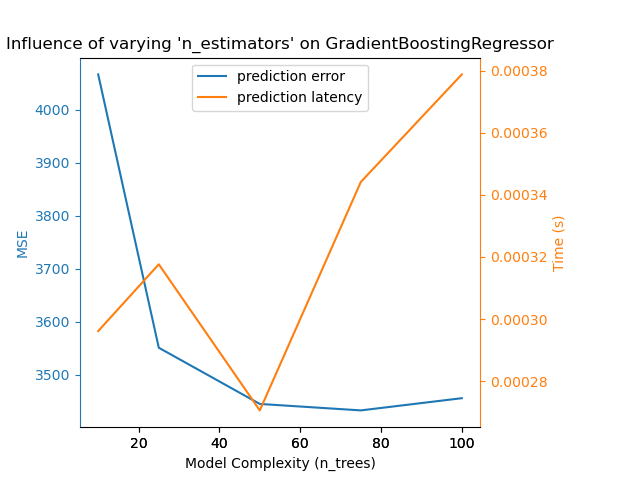 Influence of varying 'n_estimators' on GradientBoostingRegressor
prediction error
prediction latency
MSE
4000
3900
3800
3700
3600
3500
0.00038
0.00036
0.00034
0.00032
0.00030
0.00028
Time (s)
20 40 60 80 100
Model Complexity (n_trees)